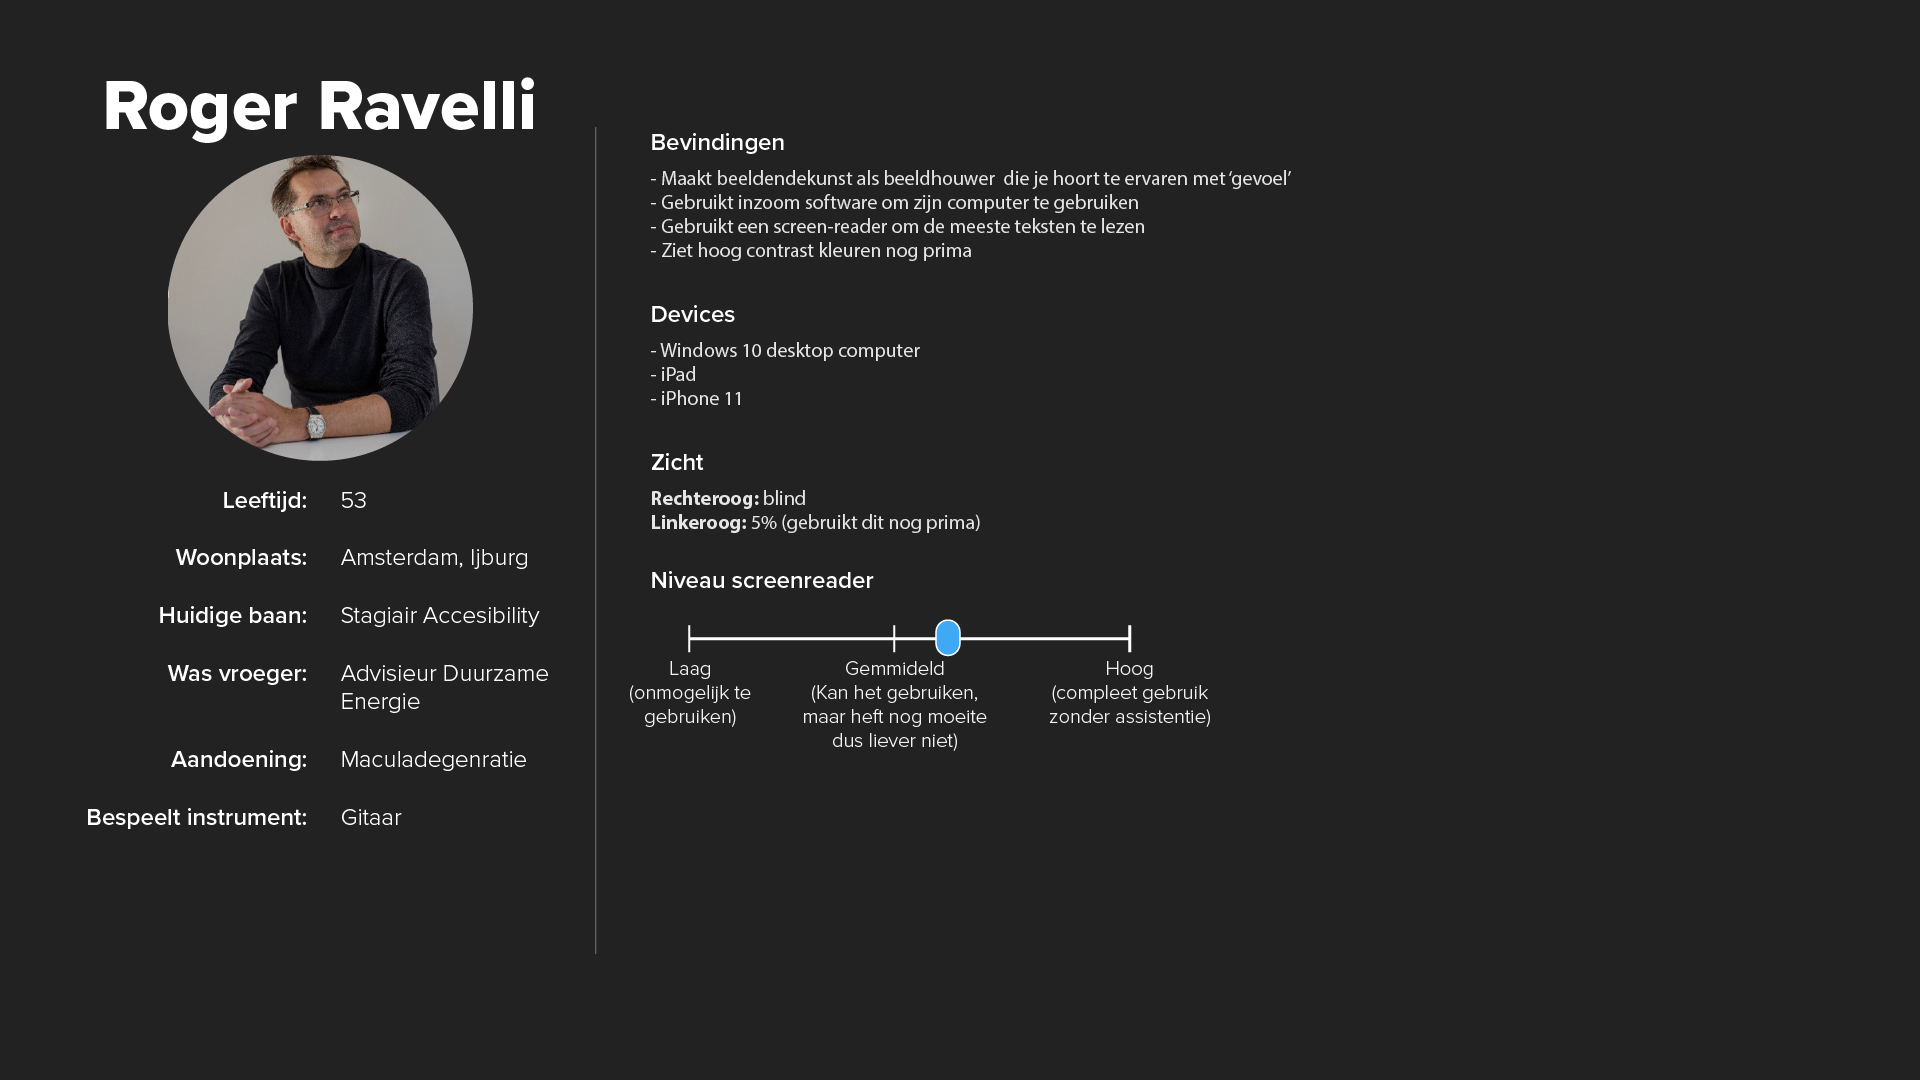 Roger Ravelli
Leeftijd: 53
Woonplaats: Amsterdam, Ijburg
Huidige baan: Stagiair Accesibility
Was vroeger: Advisieur Duurzame
Energie
Aandoening: Maculadegenratie
Bespeelt instrument: Gitaar
Bevindingen
- Maakt beeldendekunst als beeldhouwer  die je hoort te ervaren met ‘gevoel’
- Gebruikt inzoom software om zijn computer te gebruiken
- Gebruikt een screen-reader om de meeste teksten te lezen
- Ziet hoog contrast kleuren nog prima
Devices
- Windows 10 desktop computer
- iPad
- iPhone 11
Zicht
Rechteroog: blind
Linkeroog: 5% (gebruikt dit nog prima)
Niveau screenreader
Laag
(onmogelijk te
gebruiken)
Gemmideld
(Kan het gebruiken,
maar heft nog moeite
dus liever niet)
Hoog
(compleet gebruik
zonder assistentie)